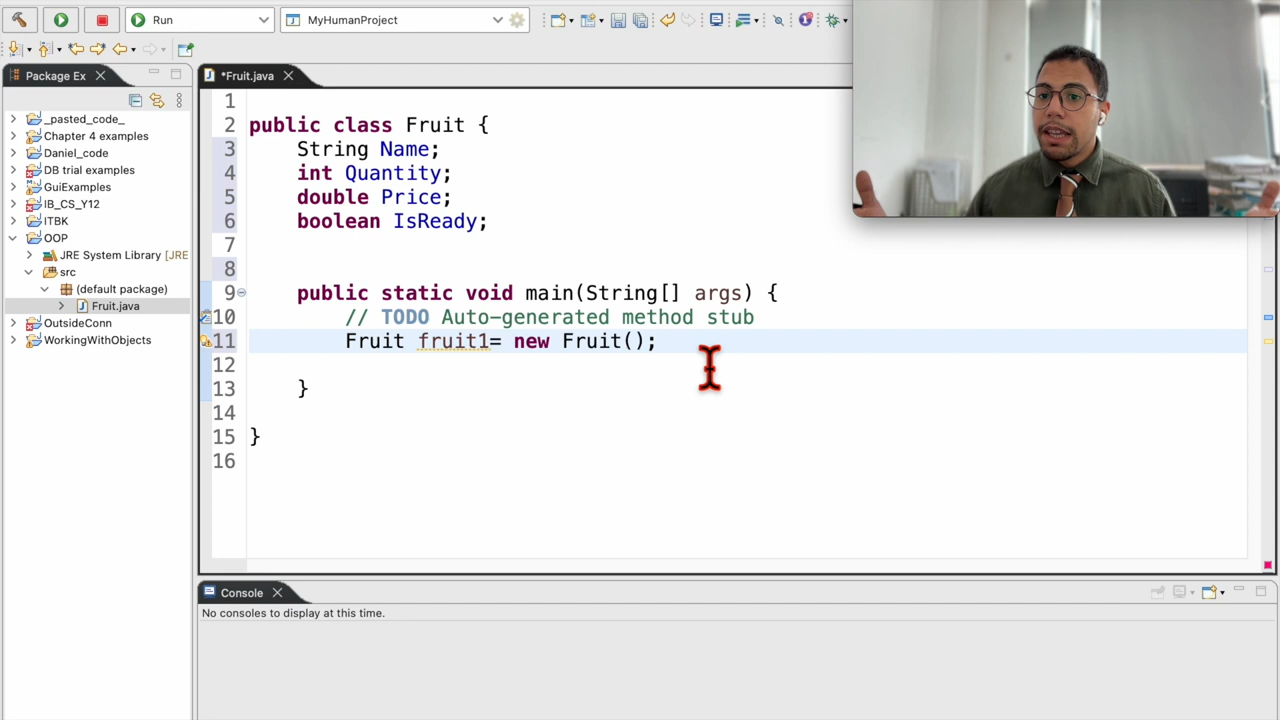 Run
MyHumanProject
Package Ex
*Fruit.java
_pasted_code_
Chapter 4 examples
Daniel_code
DB trial examples
GuiExamples
IB_CS_Y12
ITBK
OOP
JRE System Library [JRE
src
(default package)
Fruit.java
OutsideConn
WorkingWithObjects
1
2 public class Fruit {
3 String Name;
4 int Quantity;
5 double Price;
6 boolean IsReady;
7
8
9 public static void main(String[] args) {
10 // TODO Auto-generated method stub
11 Fruit fruit1= new Fruit();
12
13 }
14
15 }
16
Console
No consoles to display at this time.